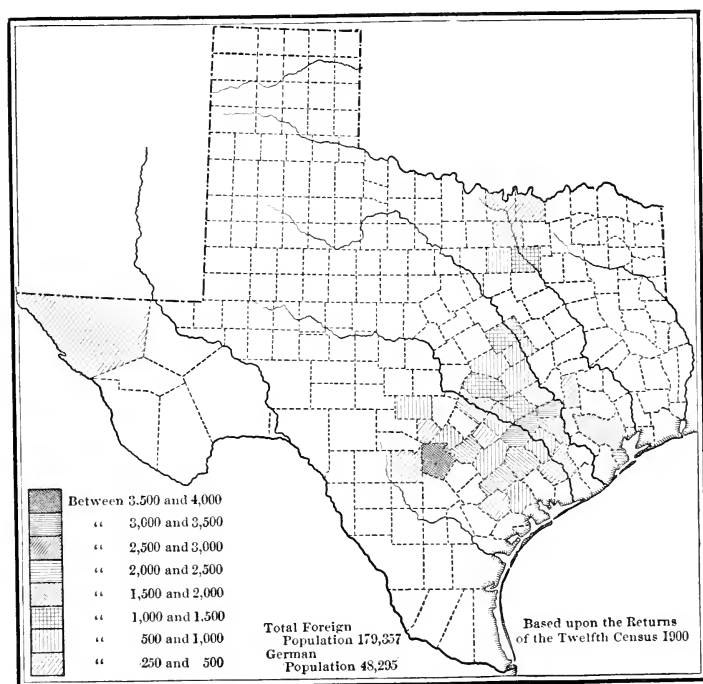 Between 3.500 and 4,000
“ 3,000 and 3,500
“ 2,500 and 3,000
“ 2,000 and 2,500
“ 1,500 and 2,000
“ 1,000 and 1.500
“ 500 and 1,000
“ 250 and 500
Total Foreign
Population 179,357
German
Population 48,295
Based upon the Returns
of the Twelfth Census 1900